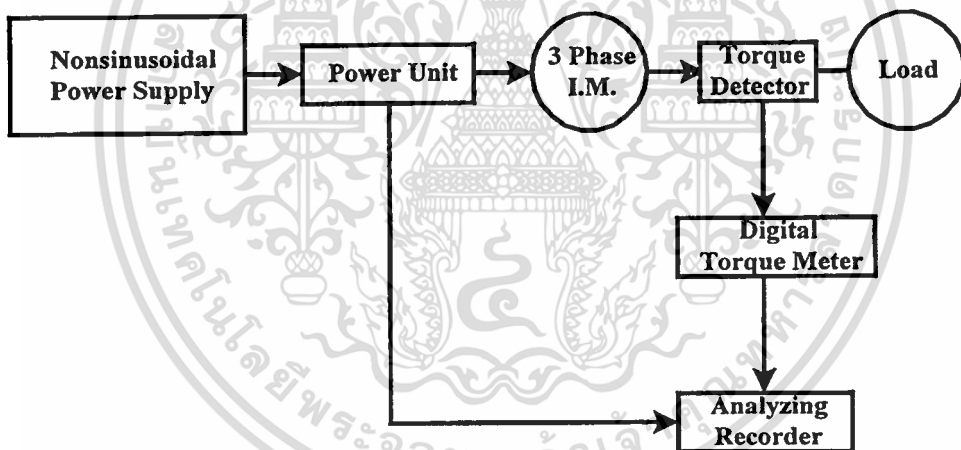 Nonsinusoidal
Power Supply
Power Unit
3 Phase
I.M.
Torque
Detector
Load
Digital
Torque Meter
Analyzing
Recorder